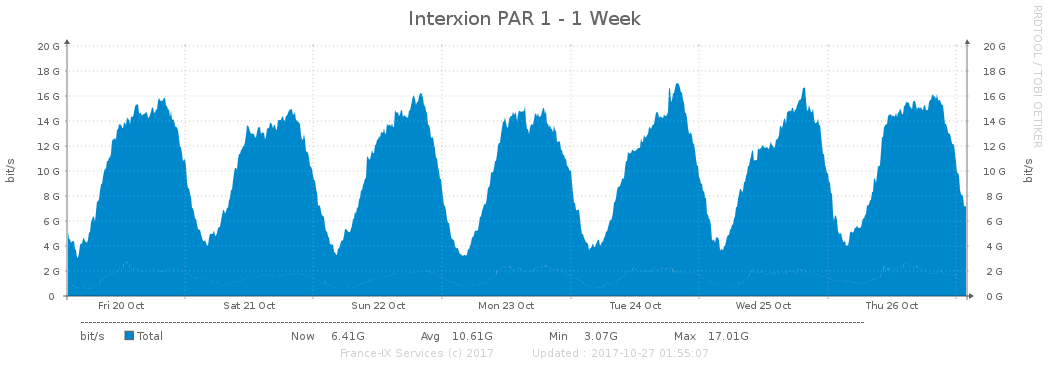 Interxion PAR 1 - 1 Week
RRDTOOL / TOBI OETIKER
20 G 20 G
18 G 18 G
16 G 16 G
14 G 14 G
12 G 12 G
10 G 10 G
8 G 8 G
6 G 6 G
4 G 4 G
2 G 2 G
0 0 G
bit/s bit/s
Fri 20 Oct Sat 21 Oct Sun 22 Oct Mon 23 Oct Tue 24 Oct Wed 25 Oct Thu 26 Oct
bit/s Total Now 6.41G Avg 10.61G Min 3.07G Max 17.01G
France-IX Services (c) 2017 Updated : 2017-10-27 01:55:07